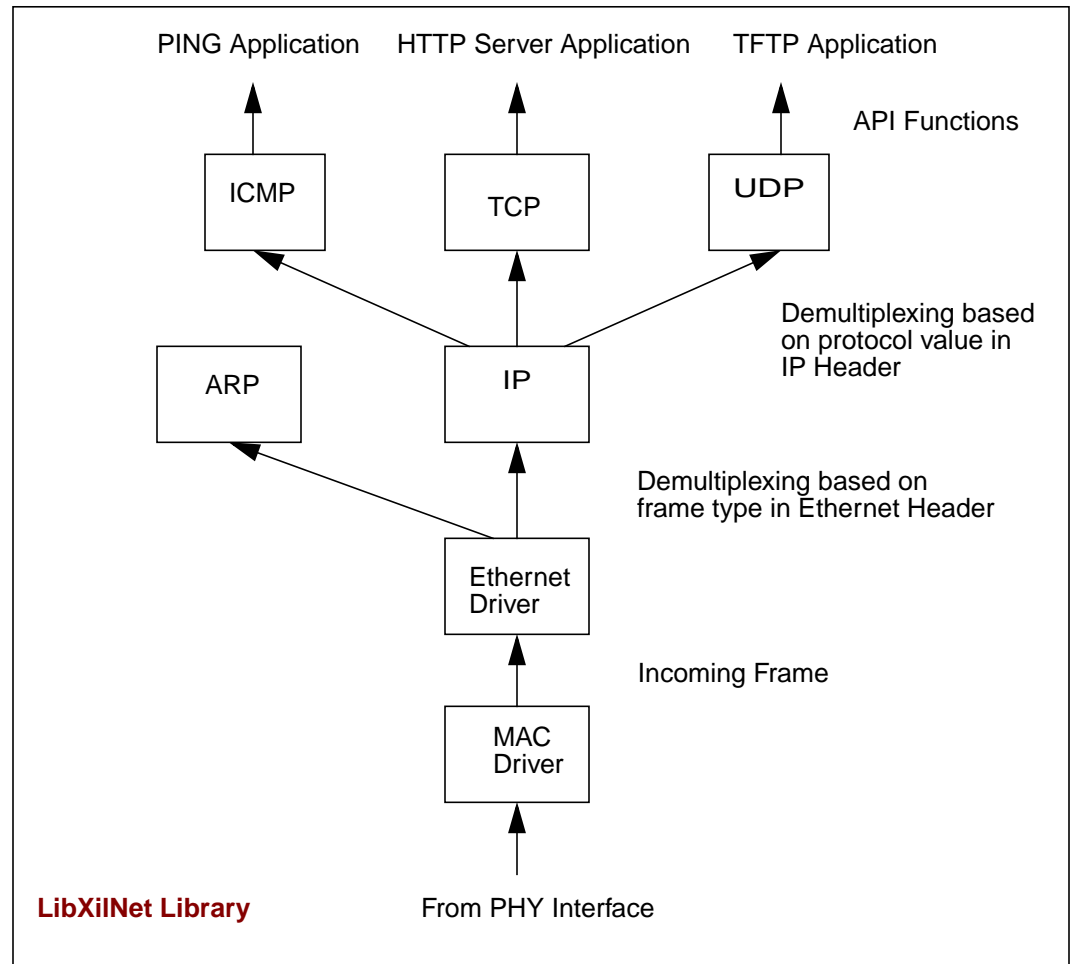 PING Application
HTTP Server Application
TFTP Application
API Functions
ICMP
TCP
UDP
Demultiplexing based
on protocol value in
IP Header
ARP
IP
Demultiplexing based on
frame type in Ethernet Header
Ethernet
Driver
Incoming Frame
MAC
Driver
LibXilNet Library
From PHY Interface